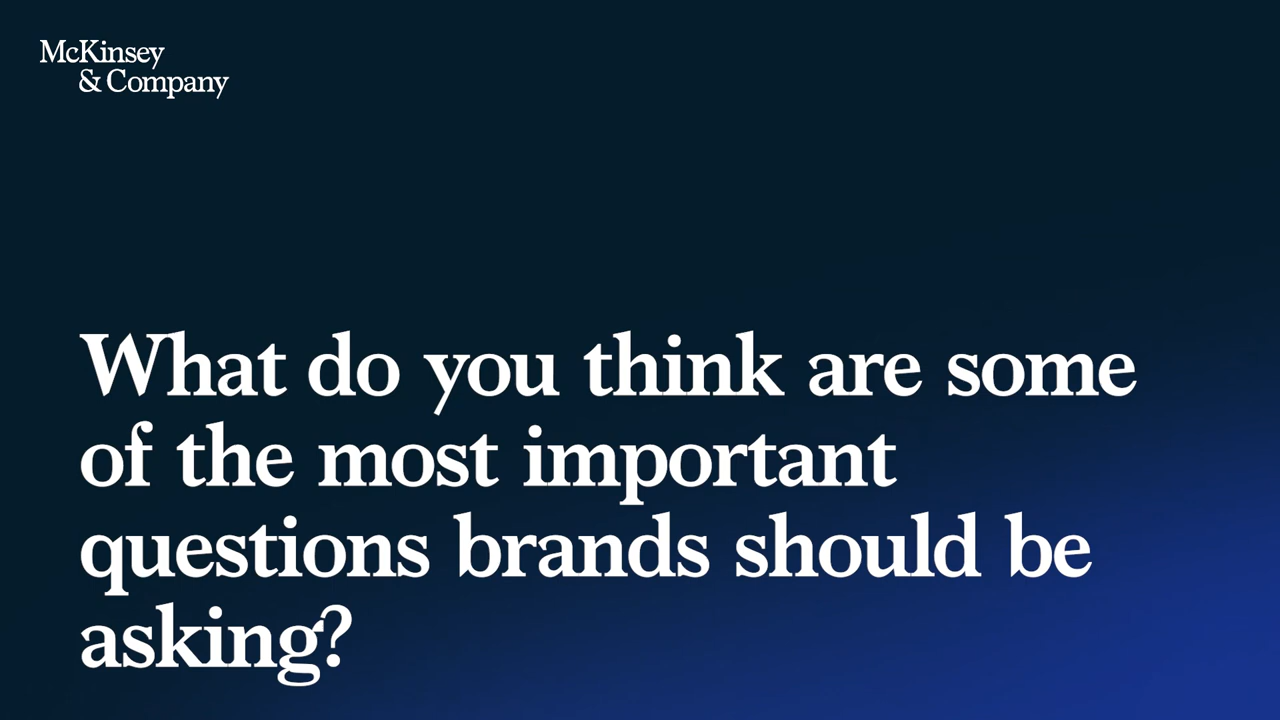 McKinsey
& Company
What do you think are some
of the most important
questions brands should be
asking?